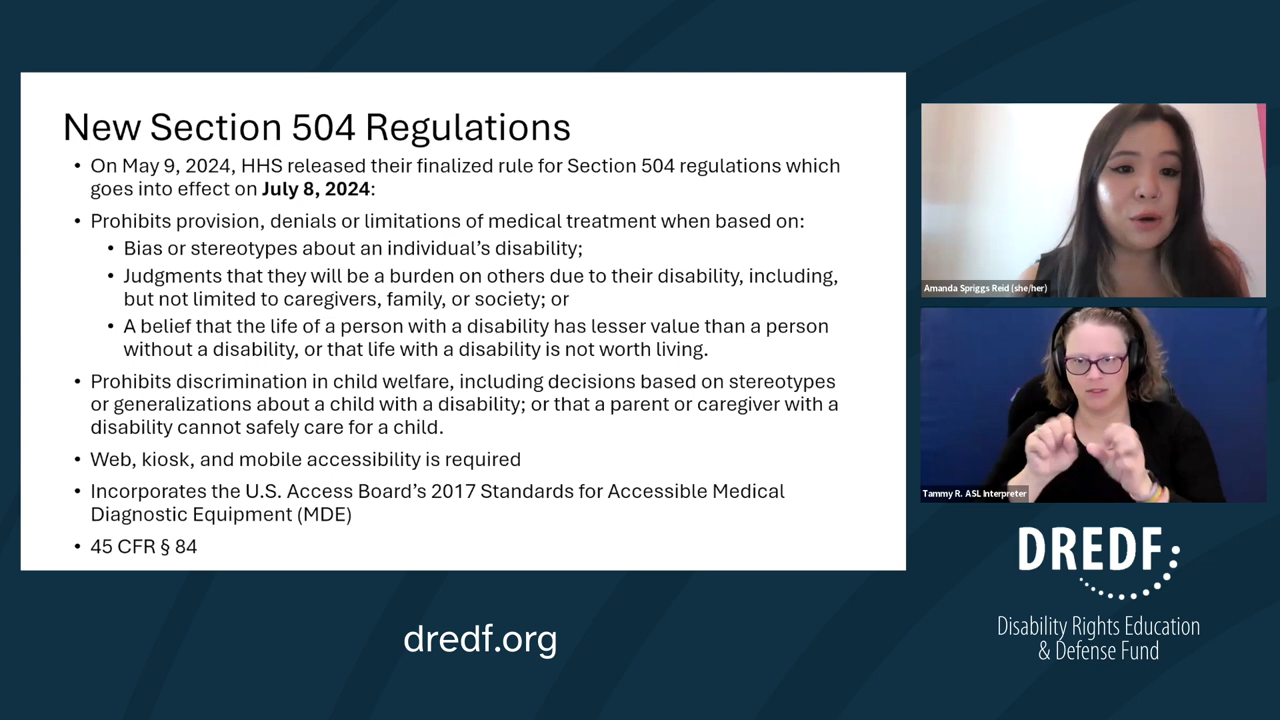 New Section 504 Regulations
• On May 9, 2024, HHS released their finalized rule for Section 504 regulations which
goes into effect on July 8, 2024:
• Prohibits provision, denials or limitations of medical treatment when based on:
• Bias or stereotypes about an individual’s disability;
• Judgments that they will be a burden on others due to their disability, including,
but not limited to caregivers, family, or society; or
• A belief that the life of a person with a disability has lesser value than a person
without a disability, or that life with a disability is not worth living.
• Prohibits discrimination in child welfare, including decisions based on stereotypes
or generalizations about a child with a disability; or that a parent or caregiver with a
disability cannot safely care for a child.
• Web, kiosk, and mobile accessibility is required
• Incorporates the U.S. Access Board’s 2017 Standards for Accessible Medical
Diagnostic Equipment (MDE)
• 45 CFR § 84
Amanda Spriggs Reid (she/her)
Tammy R. ASL Interpreter
DREDF
Disability Rights Education
& Defense Fund
dredf.org